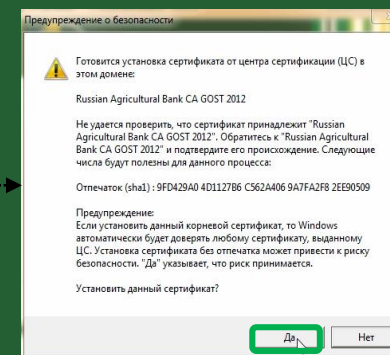 Предупреждение о безопасности
Готовится установка сертификата от центра сертификации (ЦС) в
этом домене:
Russian Agricultural Bank CA GOST 2012
Не удается проверить, что сертификат принадлежит "Russian
Agricultural Bank CA GOST 2012". Обратитесь к "Russian Agricultural
Bank CA GOST 2012" и подтвердите его происхождение. Следующие
числа будут полезны для данного процесса:
Отпечаток (sha1) : 9FD429A0 4D1127B6 C562A406 9A7FA2F8 2EE90509
Предупреждение:
Если установить данный корневой сертификат, то Windows
автоматически будет доверять любому сертификату, выданному
ЦС. Установка сертификата без отпечатка может привести к риску
безопасности. "Да" указывает, что риск принимается.
Установить данный сертификат?
Да
Нет